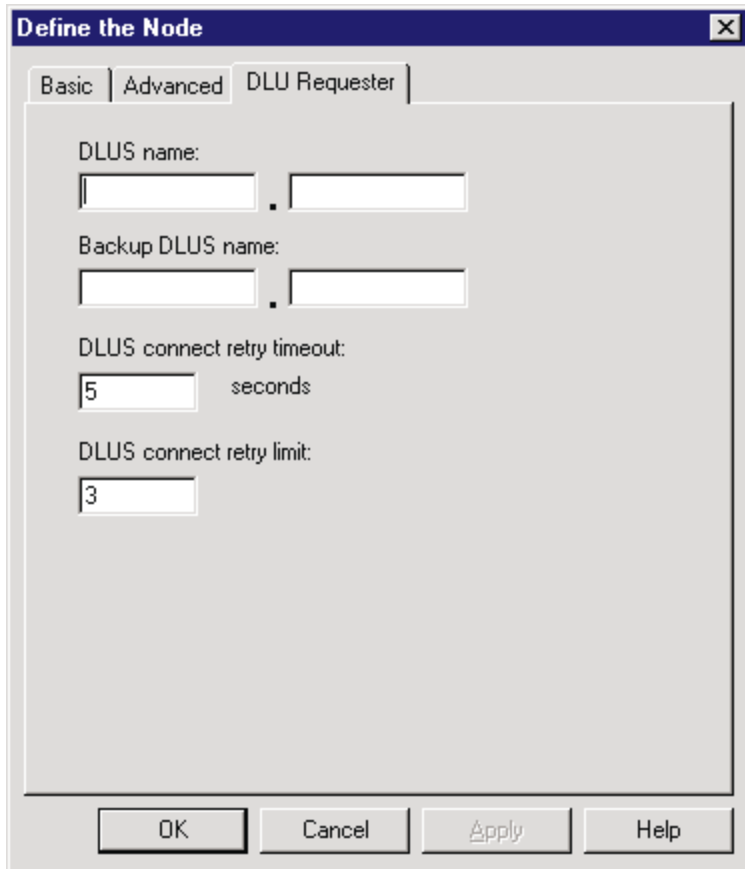 Define the Node
Basic Advanced DLU Requester
DLUS name:
.
Backup DLUS name:
.
DLUS connect retry timeout:
5 seconds
DLUS connect retry limit:
3
OK Cancel Apply Help